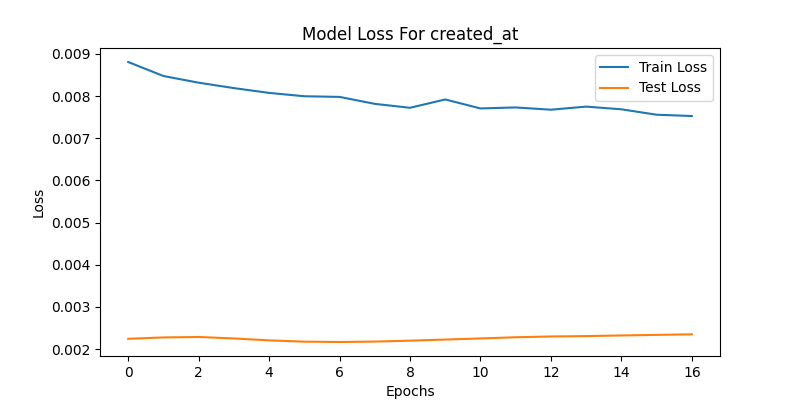 Model Loss For created_at
Train Loss
Test Loss
0.009
0.008
0.007
0.006
0.005
0.004
0.003
0.002
Loss
0 2 4 6 8 10 12 14 16
Epochs